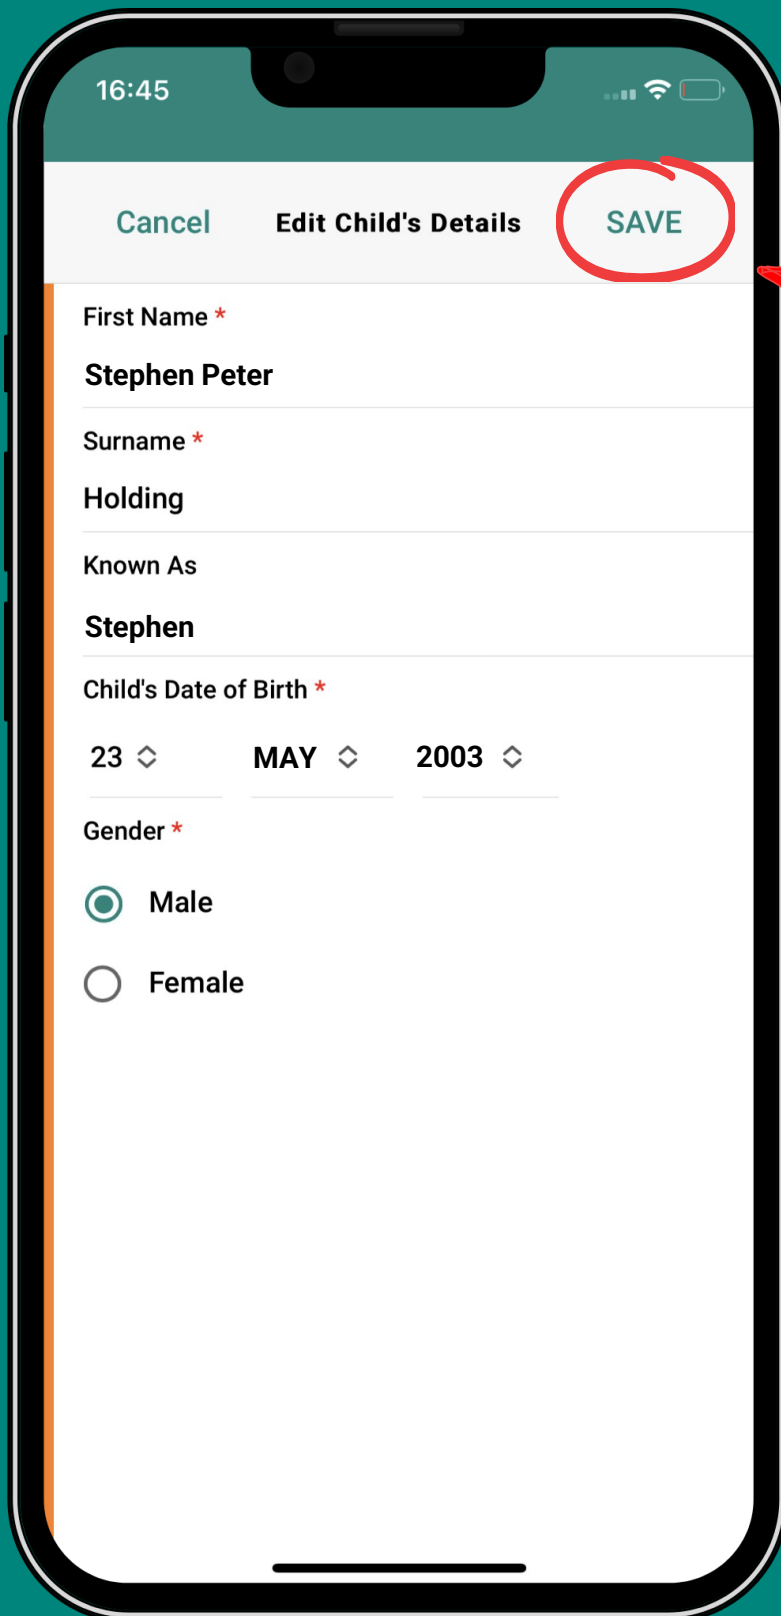 16:45
Cancel Edit Child's Details SAVE
First Name *
Stephen Peter
Surname *
Holding
Known As
Stephen
Child's Date of Birth *
23 MAY 2003
Gender *
Male
Female